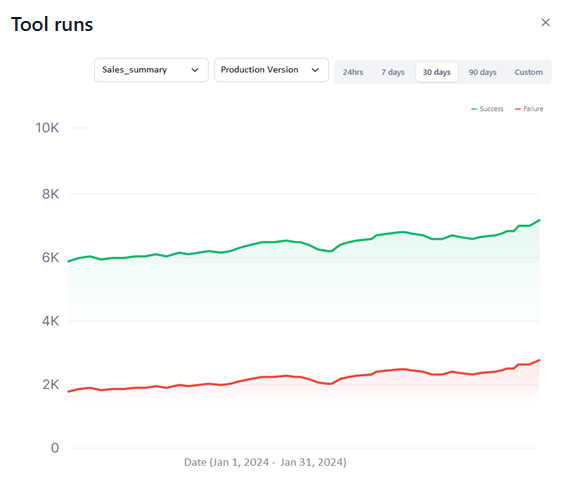 Tool runs
Sales_summary Production Version 24hrs 7 days 30 days 90 days Custom
Success Failure
10K
8K
6K
4K
2K
0
Date (Jan 1, 2024 - Jan 31, 2024)